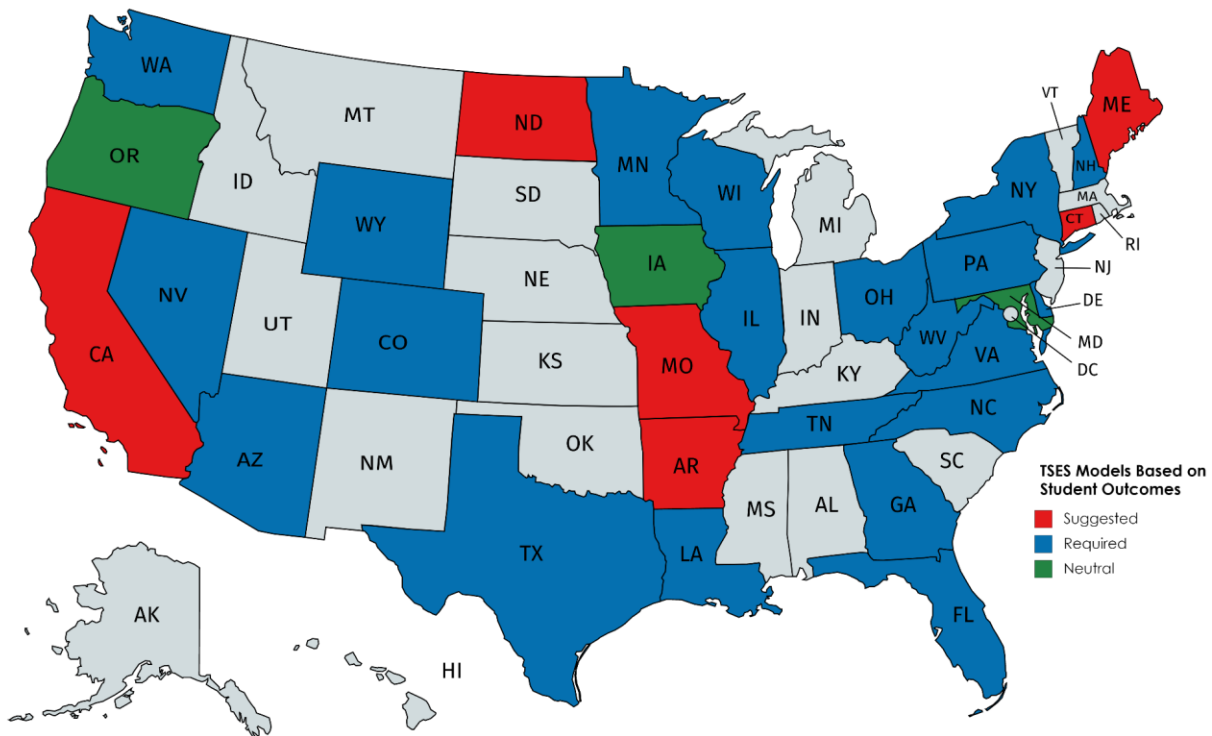 WA
MT
ND
VT
ME
OR
ID
MN
NH
SD
WI
NY
MA
WY
MI
CT
RI
IA
PA
NJ
NE
NV
OH
DE
UT
IL
IN
MD
CA
CO
WV
VA
DC
KS
MO
KY
NC
TN
AZ
NM
OK
AR
SC
MS
AL
GA
TX
LA
FL
AK
HI
TSES Models Based on
Student Outcomes
Suggested
Required
Neutral